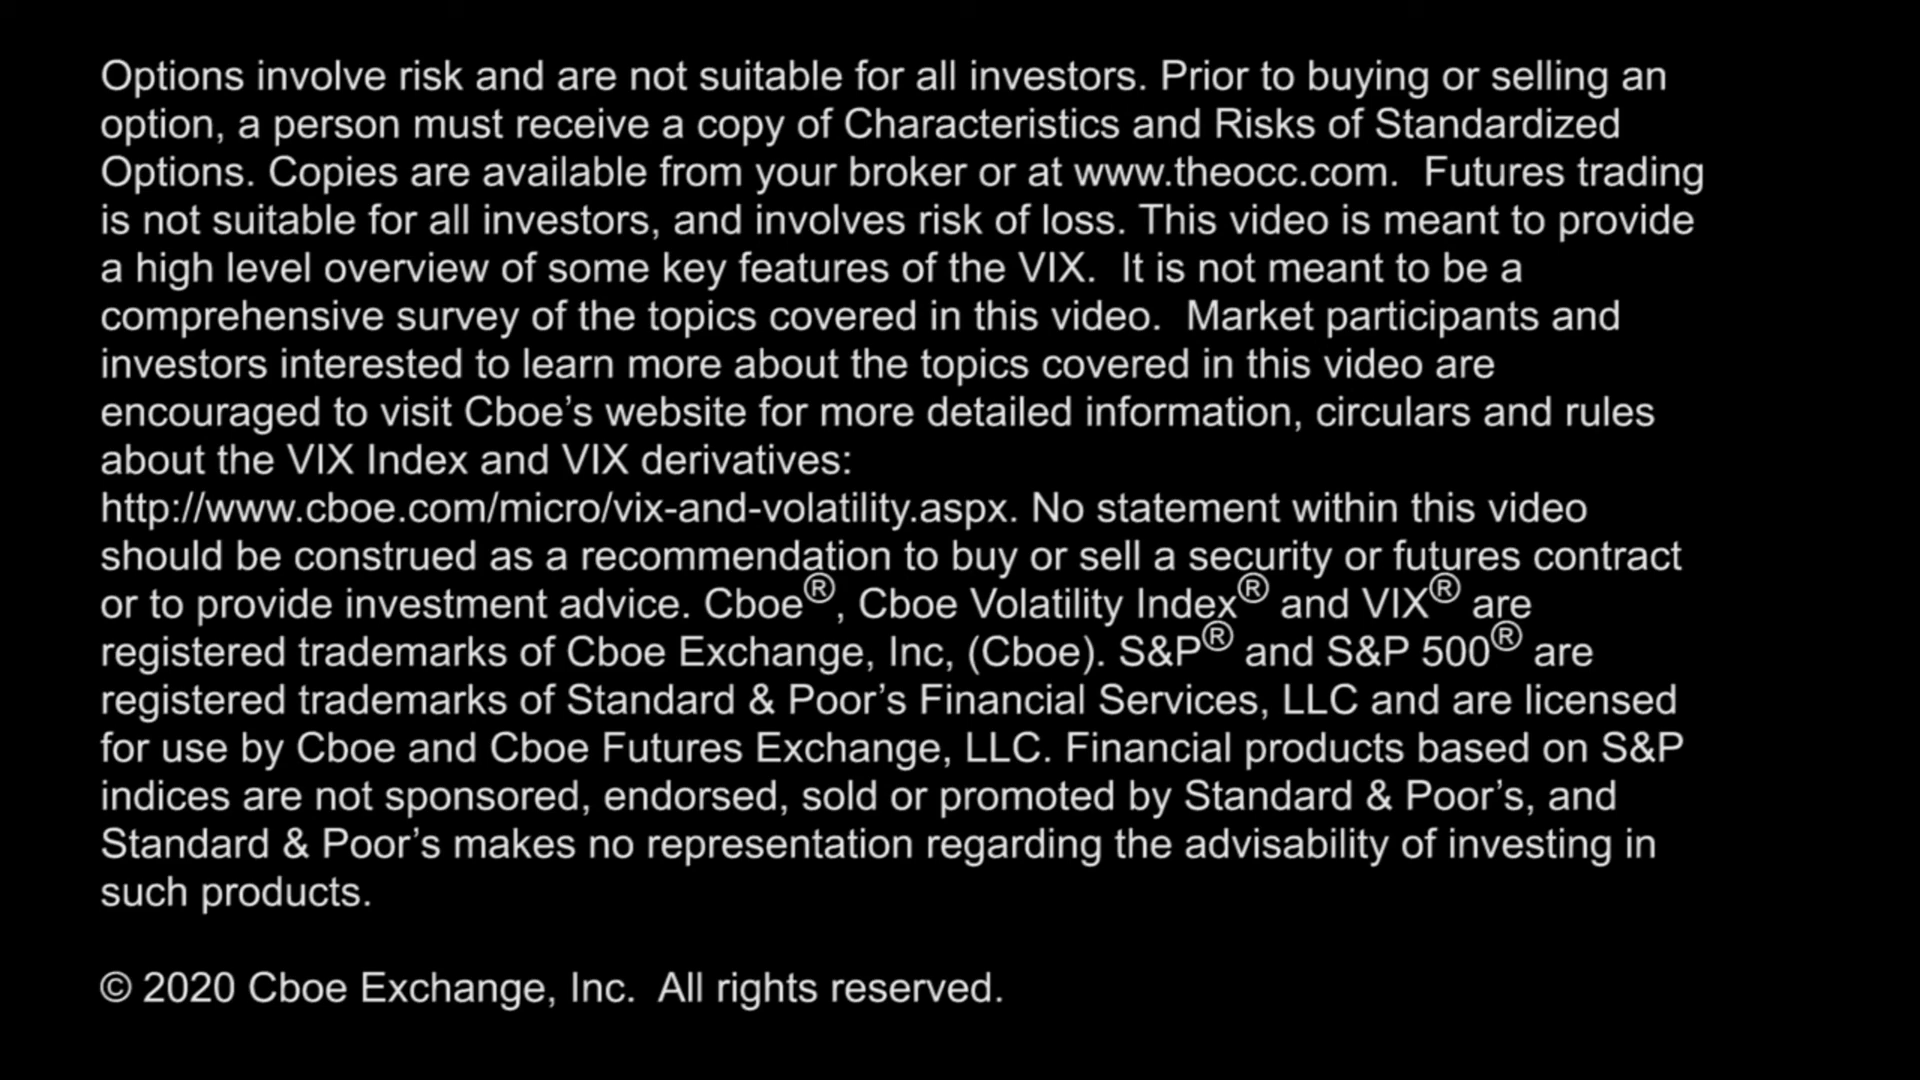 Options involve risk and are not suitable for all investors. Prior to buying or selling an
option, a person must receive a copy of Characteristics and Risks of Standardized
Options. Copies are available from your broker or at www.theocc.com.  Futures trading
is not suitable for all investors, and involves risk of loss. This video is meant to provide
a high level overview of some key features of the VIX.  It is not meant to be a
comprehensive survey of the topics covered in this video.  Market participants and
investors interested to learn more about the topics covered in this video are
encouraged to visit Cboe’s website for more detailed information, circulars and rules
about the VIX Index and VIX derivatives:
http://www.cboe.com/micro/vix-and-volatility.aspx. No statement within this video
should be construed as a recommendation to buy or sell a security or futures contract
or to provide investment advice. Cboe®, Cboe Volatility Index® and VIX® are
registered trademarks of Cboe Exchange, Inc, (Cboe). S&P® and S&P 500® are
registered trademarks of Standard & Poor’s Financial Services, LLC and are licensed
for use by Cboe and Cboe Futures Exchange, LLC. Financial products based on S&P
indices are not sponsored, endorsed, sold or promoted by Standard & Poor’s, and
Standard & Poor’s makes no representation regarding the advisability of investing in
such products.
© 2020 Cboe Exchange, Inc.  All rights reserved.